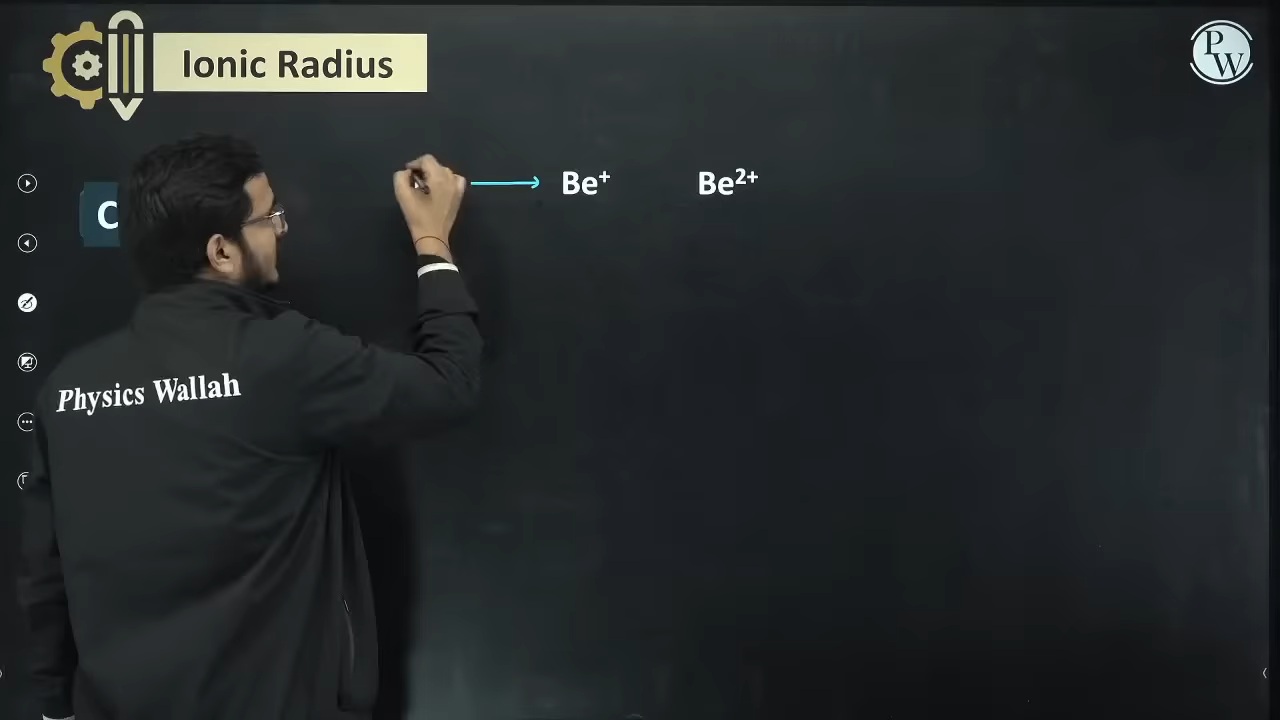 Ionic Radius
P
W
Be⁺ Be²⁺
C
Physics Wallah